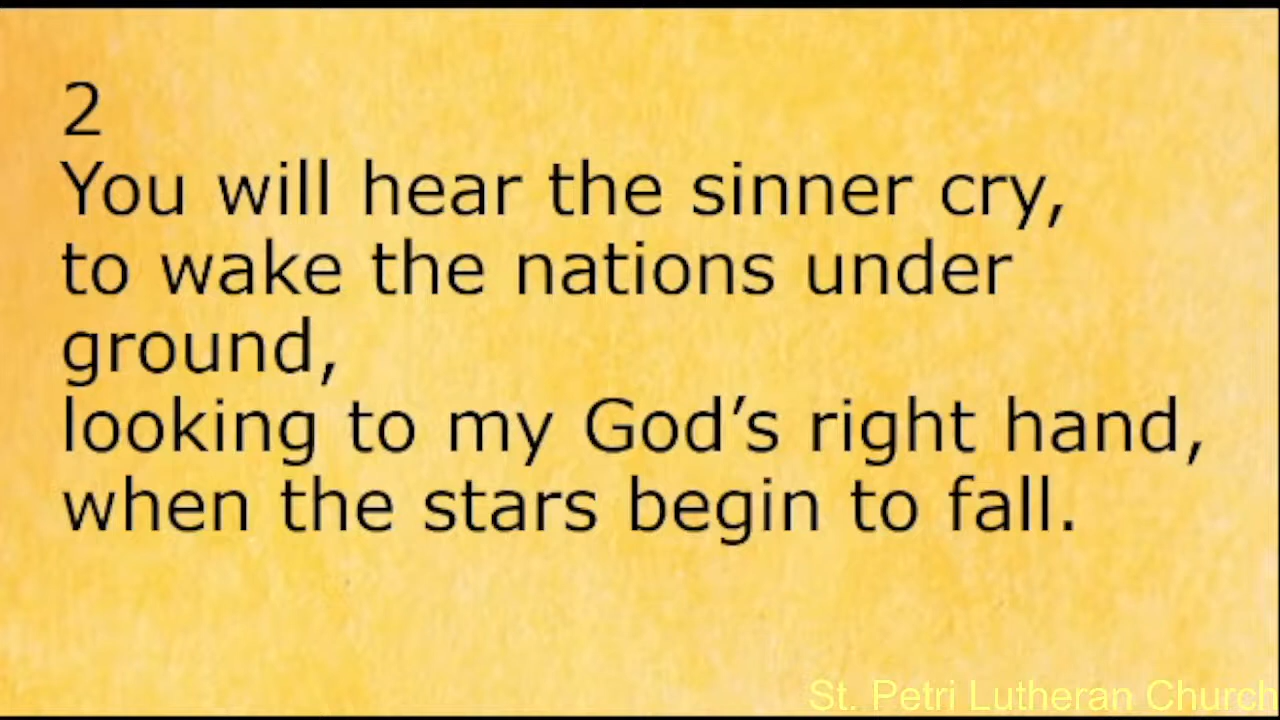 2
You will hear the sinner cry,
to wake the nations under
ground,
looking to my God’s right hand,
when the stars begin to fall.
St. Petri Lutheran Church